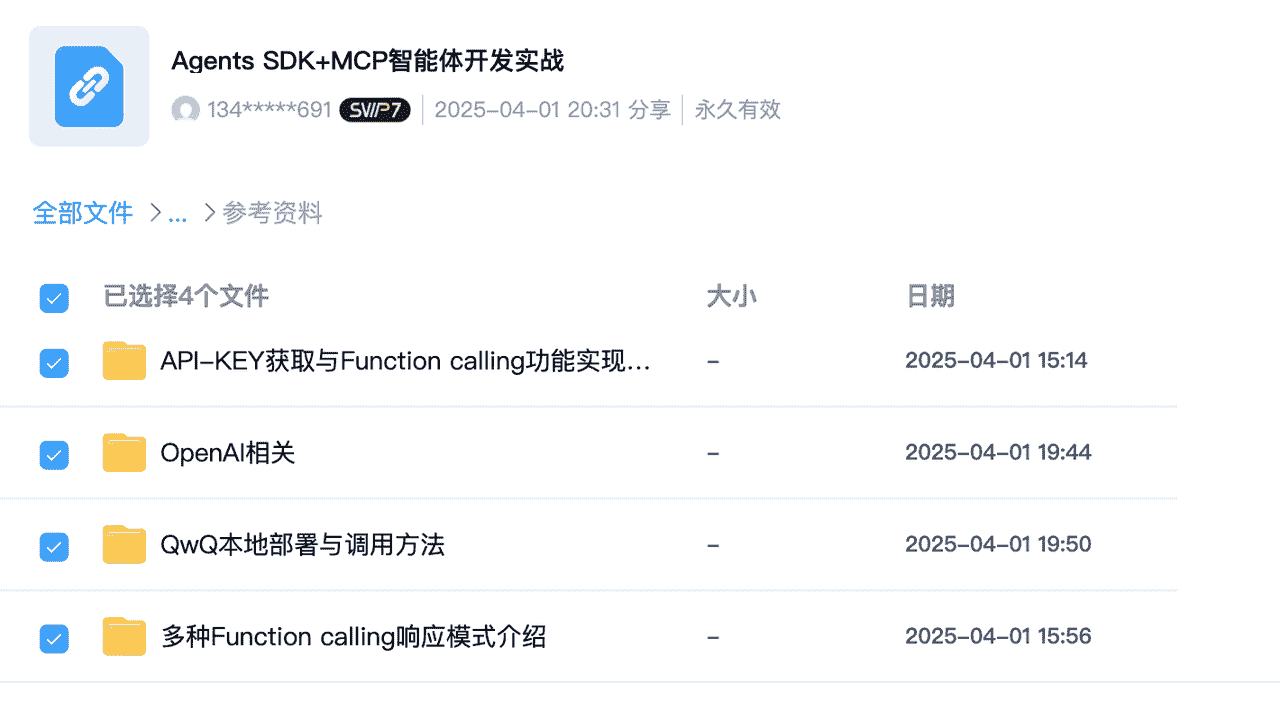 Agents SDK+MCP智能体开发实战
134*****691 SVIP7 2025-04-01 20:31 分享 永久有效
全部文件 > ... > 参考资料
已选择4个文件 大小 日期
API-KEY获取与Function calling功能实现... - 2025-04-01 15:14
OpenAI相关 - 2025-04-01 19:44
QwQ本地部署与调用方法 - 2025-04-01 19:50
多种Function calling响应模式介绍 - 2025-04-01 15:56